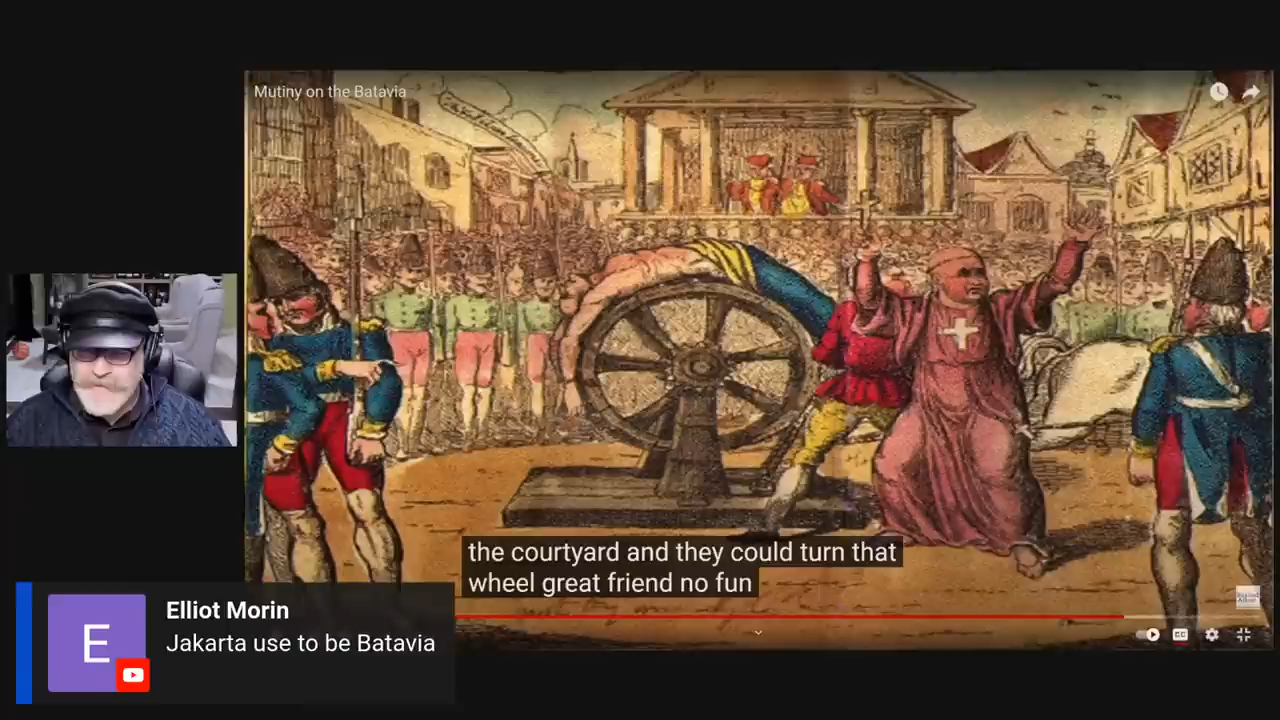 Mutiny on the Batavia
the courtyard and they could turn that
wheel great friend no fun
E
Elliot Morin
Jakarta use to be Batavia
CC